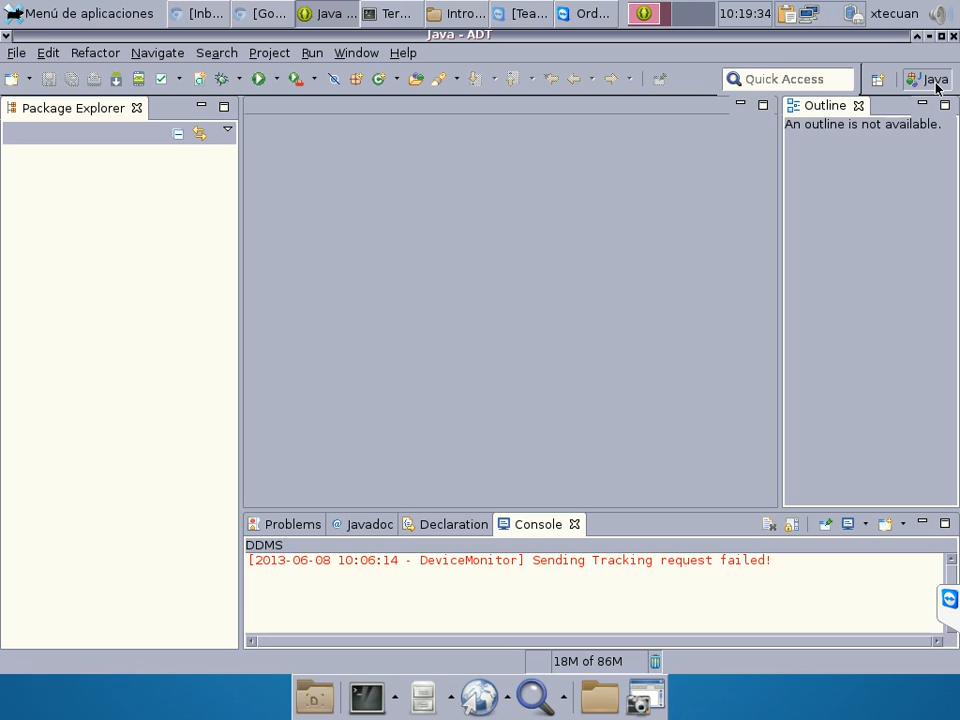 Menú de aplicaciones [Inb... [Go... Java ... Ter... Intro... [Tea... Ord... 10:19:34 xtecuan
Java - ADT
File Edit Refactor Navigate Search Project Run Window Help
Quick Access Java
Package Explorer
Outline
An outline is not available.
Problems @ Javadoc Declaration Console
DDMS
[2013-06-08 10:06:14 - DeviceMonitor] Sending Tracking request failed!
18M of 86M